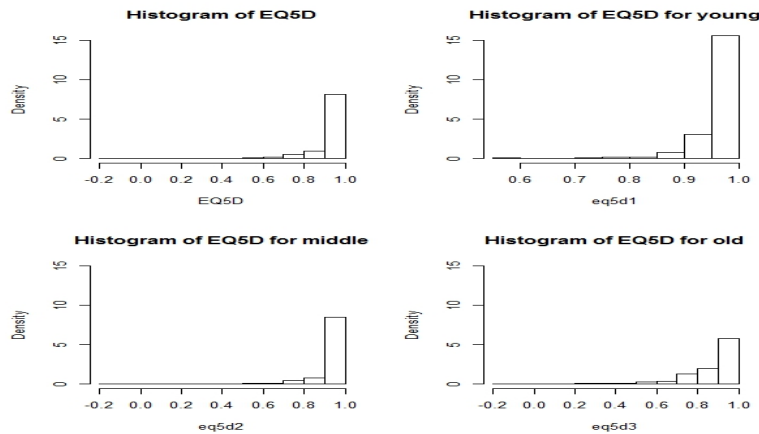 Histogram of EQ5D
Density
0 5 10 15
-0.2 0.0 0.2 0.4 0.6 0.8 1.0
EQ5D
Histogram of EQ5D for young
Density
0 5 10 15
0.6 0.7 0.8 0.9 1.0
eq5d1
Histogram of EQ5D for middle
Density
0 5 10 15
-0.2 0.0 0.2 0.4 0.6 0.8 1.0
eq5d2
Histogram of EQ5D for old
Density
0 5 10 15
-0.2 0.0 0.2 0.4 0.6 0.8 1.0
eq5d3